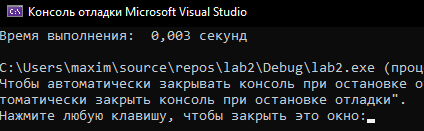 Консоль отладки Microsoft Visual Studio
Время выполнения:  0,003 секунд
C:\Users\maxim\source\repos\lab2\Debug\lab2.exe (проц
Чтобы автоматически закрывать консоль при остановке о
томатически закрыть консоль при остановке отладки".
Нажмите любую клавишу, чтобы закрыть это окно: